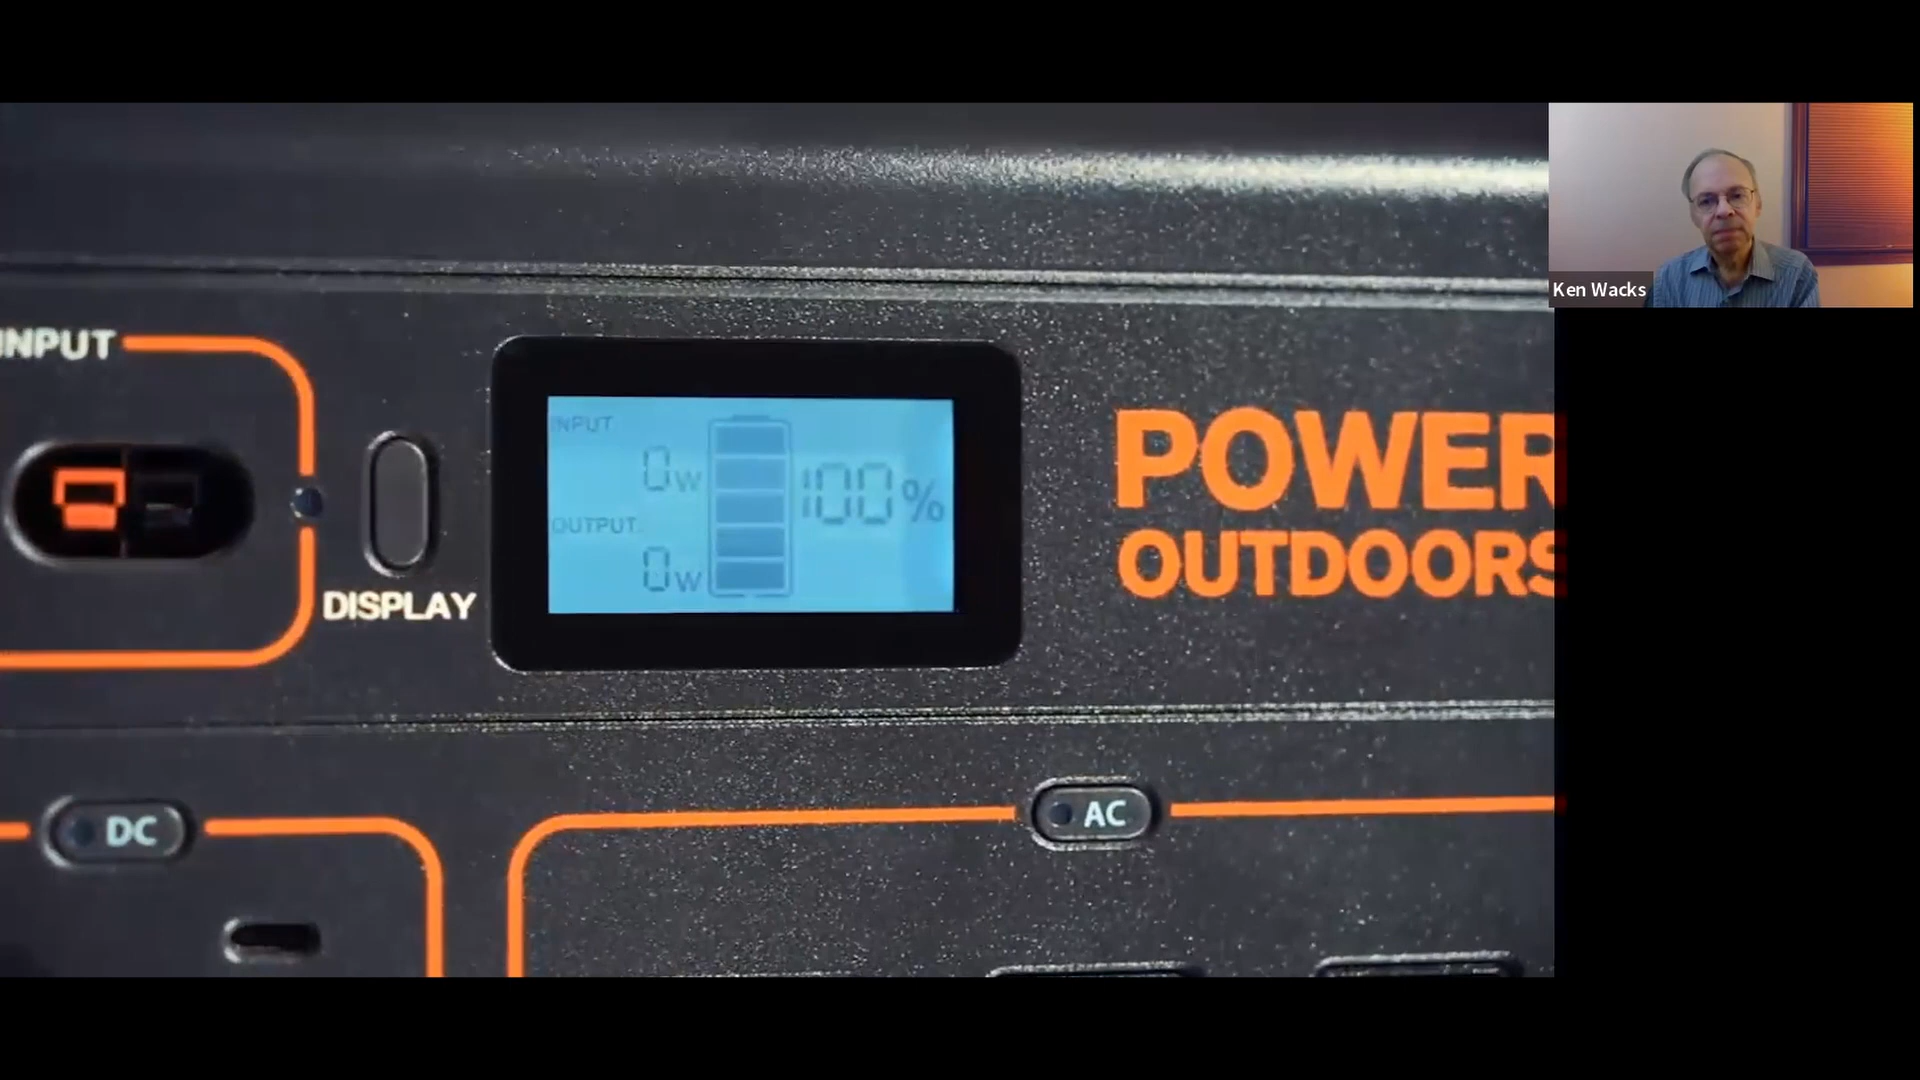 INPUT
DISPLAY
INPUT
0w
OUTPUT
0w
100%
POWER
OUTDOORS
DC
AC
Ken Wacks